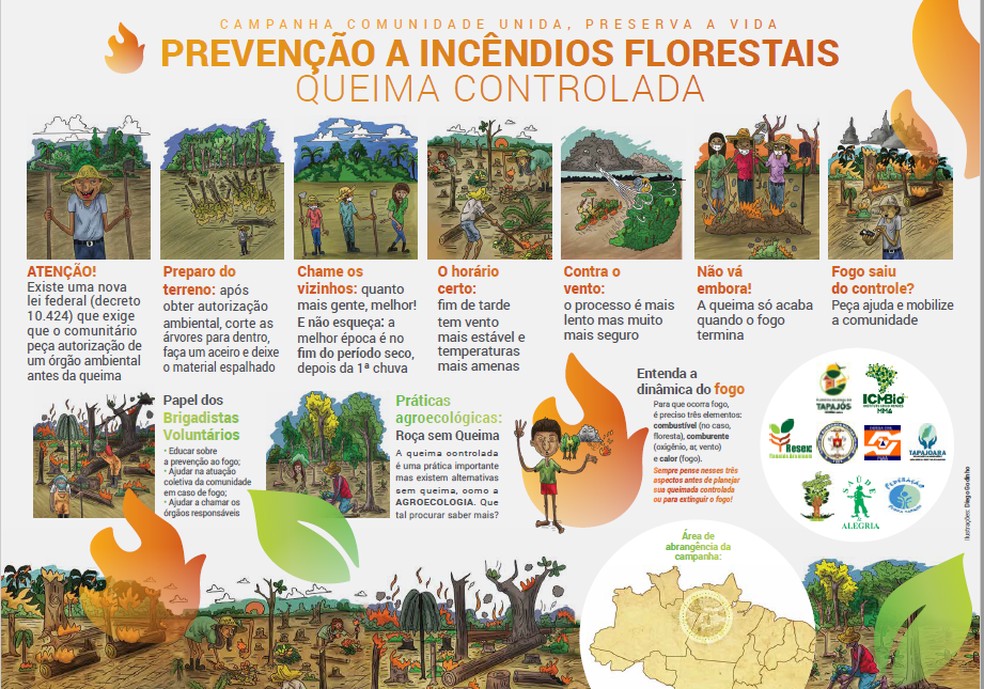 CAMPANHA COMUNIDADE UNIDA, PRESERVA A VIDA
PREVENÇÃO A INCÊNDIOS FLORESTAIS
QUEIMA CONTROLADA
ATENÇÃO!
Existe uma nova
lei federal (decreto
10.424) que exige
que o comunitário
peça autorização de
um órgão ambiental
antes da queima
Preparo do
terreno: após
obter autorização
ambiental, corte as
árvores para dentro,
faça um aceiro e deixe
o material espalhado
Chame os
vizinhos: quanto
mais gente, melhor!
E não esqueça: a
melhor época é no
fim do período seco,
depois da 1ª chuva
O horário
certo:
fim de tarde
tem vento
mais estável e
temperaturas
mais amenas
Contra o
vento:
o processo é mais
lento mas muito
mais seguro
Não vá
embora!
A queima só acaba
quando o fogo
termina
Fogo saiu
do controle?
Peça ajuda e mobilize
a comunidade
Papel dos
Brigadistas
Voluntários
• Educar sobre
a prevenção ao fogo;
• Ajudar na atuação
coletiva da comunidade
em caso de fogo;
• Ajudar a chamar os
órgãos responsáveis
Práticas
agroecológicas:
Roça sem Queima
A queima controlada
é uma prática importante
mas existem alternativas
sem queima, como a
AGROECOLOGIA. Que
tal procurar saber mais?
Entenda a
dinâmica do fogo
Para que ocorra fogo,
é preciso três elementos:
combustível (no caso,
floresta), comburente
(oxigênio, ar, vento)
e calor (fogo).
Sempre pense nesses três
aspectos antes de planejar
sua queimada controlada
ou para extinguir o fogo!
TAPAJÓS
ICMBio
MMA
Resex
TAPAJOARA
SAÚDE
&
ALEGRIA
FEDERAÇÃO
Ilustrações: Diego Godinho
Área de
abrangência da
campanha: